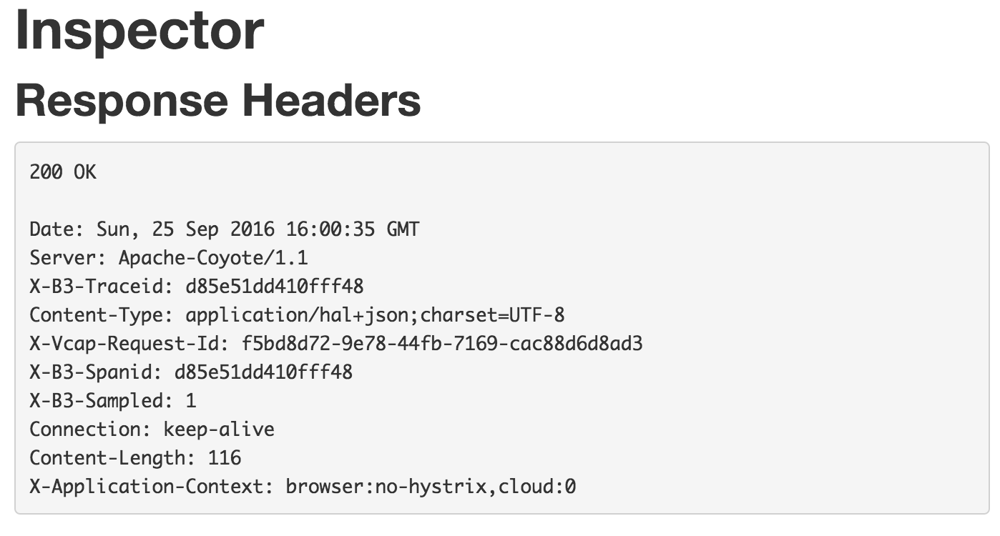 Inspector
Response Headers
200 OK
Date: Sun, 25 Sep 2016 16:00:35 GMT
Server: Apache-Coyote/1.1
X-B3-Traceid: d85e51dd410fff48
Content-Type: application/hal+json;charset=UTF-8
X-Vcap-Request-Id: f5bd8d72-9e78-44fb-7169-cac88d6d8ad3
X-B3-Spanid: d85e51dd410fff48
X-B3-Sampled: 1
Connection: keep-alive
Content-Length: 116
X-Application-Context: browser:no-hystrix,cloud:0